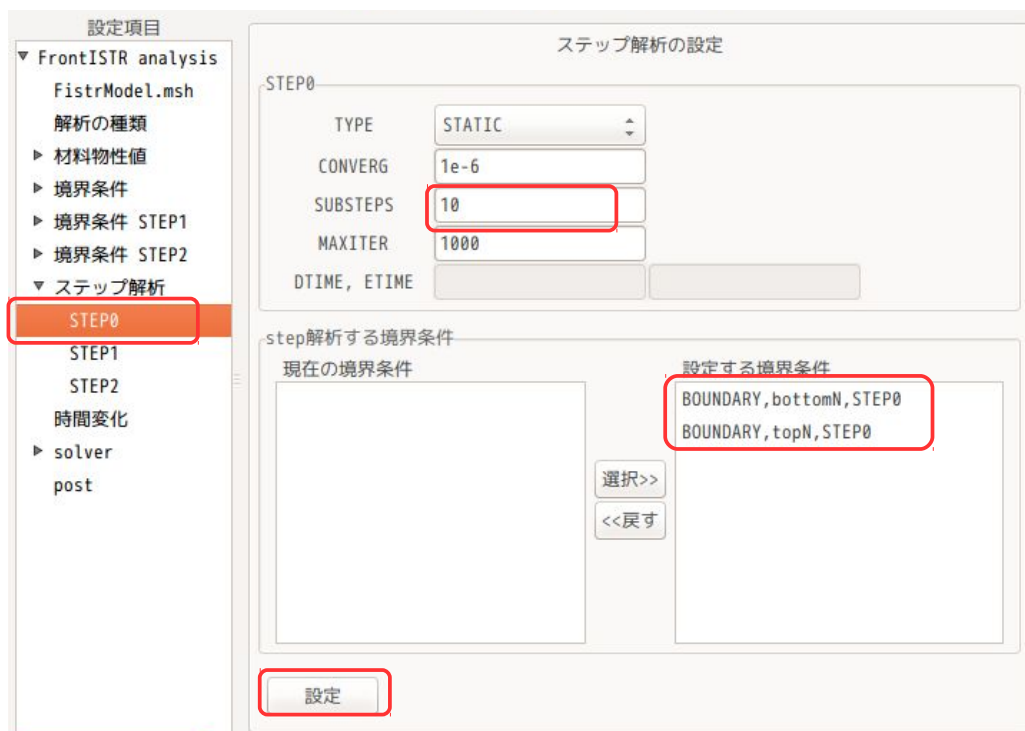 設定項目
▼ FrontISTR analysis
FistrModel.msh
解析の種類
▶ 材料物性値
▶ 境界条件
▶ 境界条件 STEP1
▶ 境界条件 STEP2
▼ ステップ解析
STEP0
STEP1
STEP2
時間変化
▶ solver
post
ステップ解析の設定
STEP0
TYPE STATIC
CONVERG 1e-6
SUBSTEPS 10
MAXITER 1000
DTIME, ETIME
step解析する境界条件
現在の境界条件
設定する境界条件
BOUNDARY,bottomN,STEP0
BOUNDARY,topN,STEP0
選択>>
<<戻す
設定